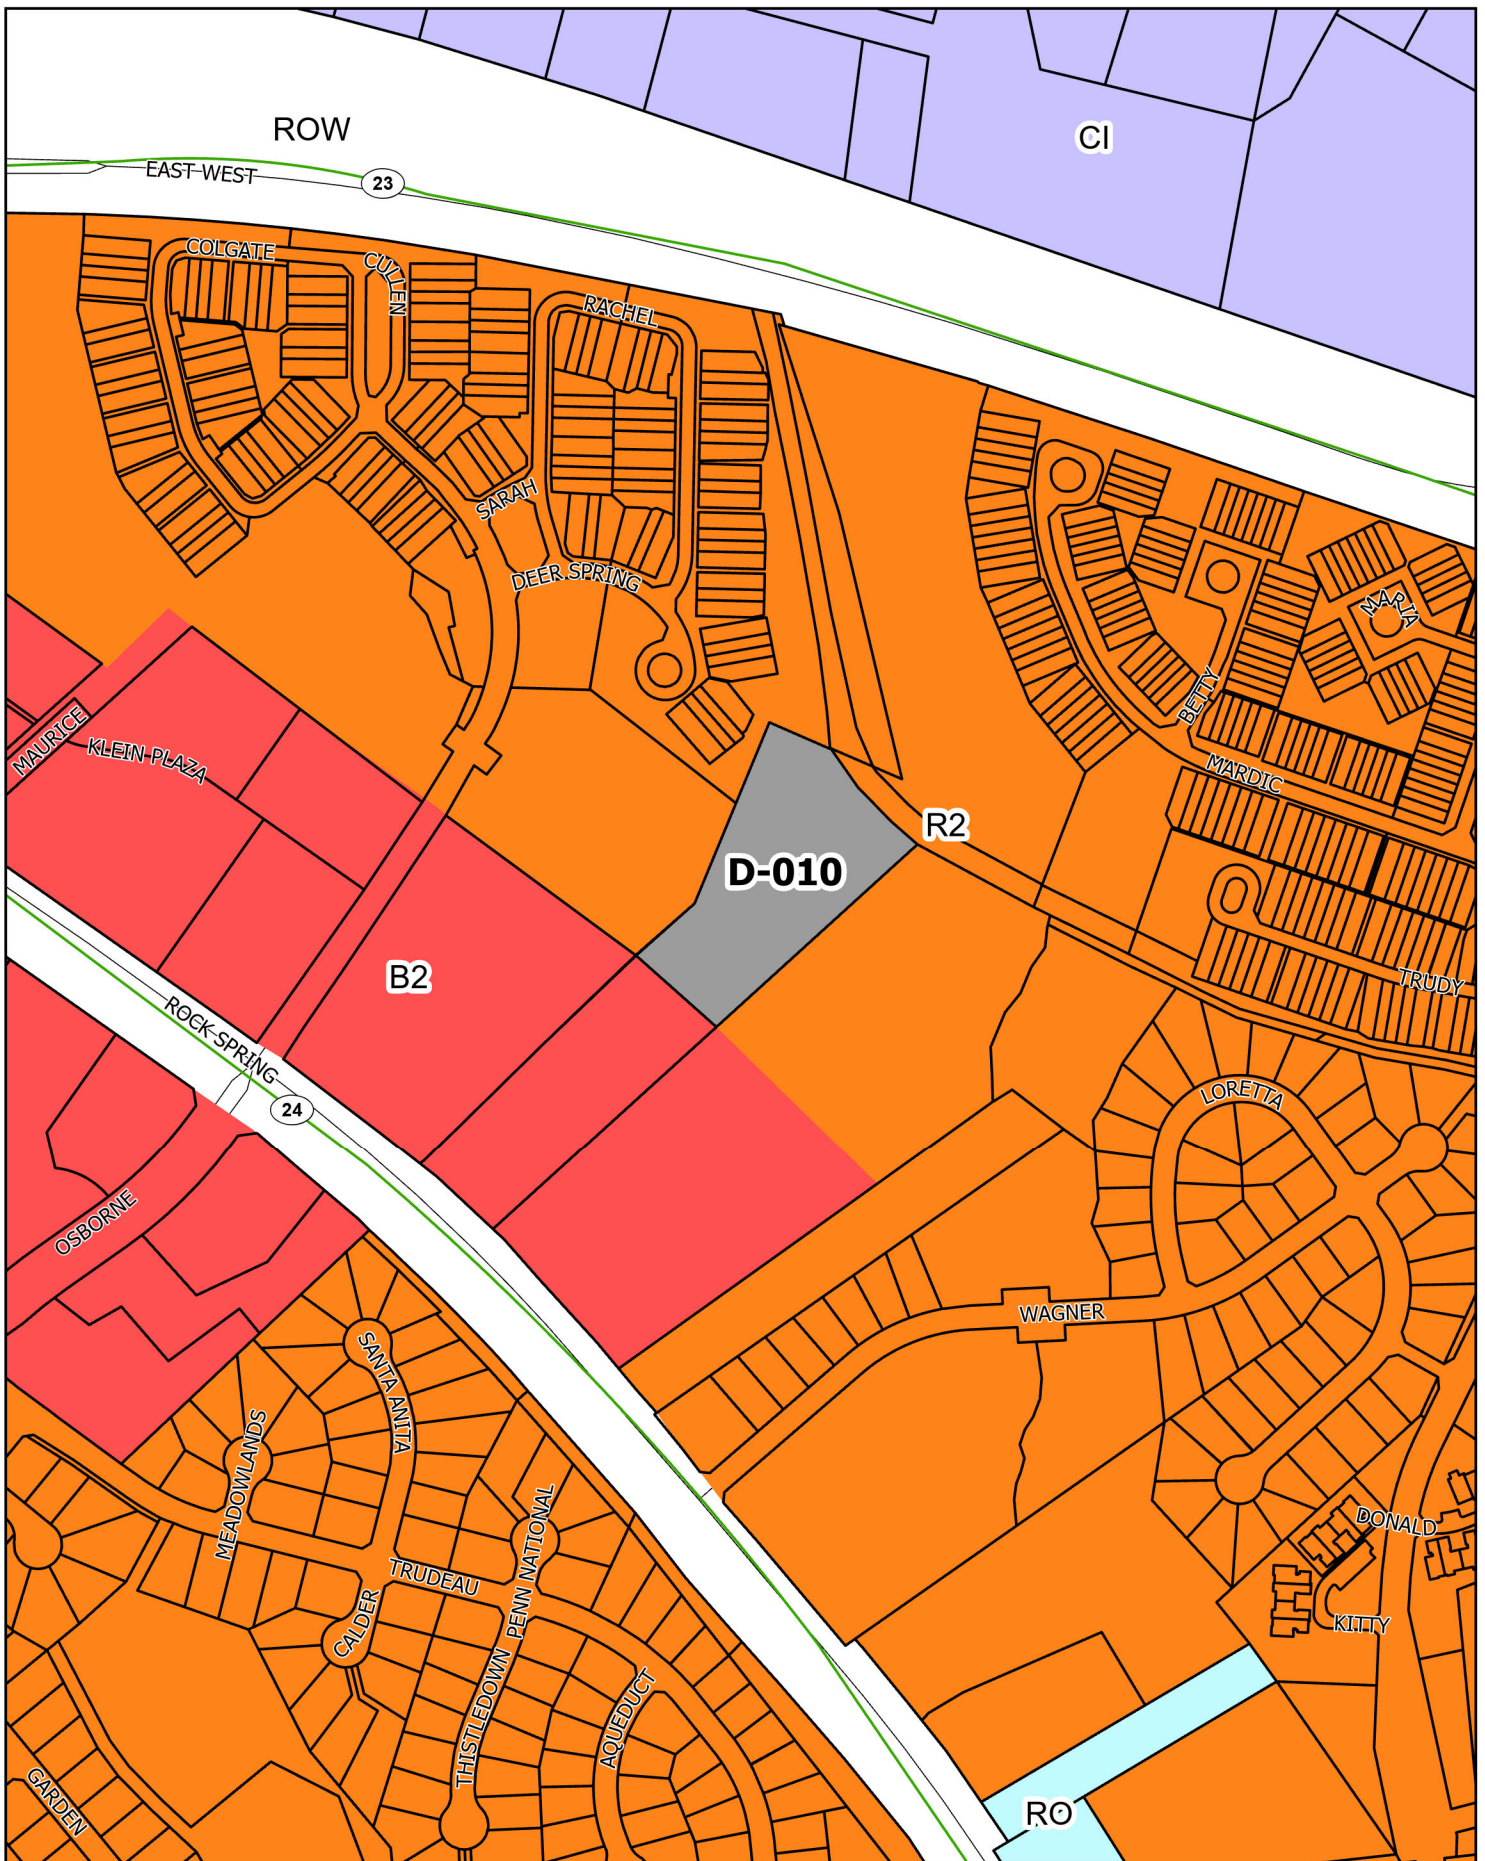 CI
ROW
EAST WEST
23
COLGATE
CULLEN
RACHEL
SARAH
DEER SPRING
MARIA
BETTY
MAURICE
KLEIN PLAZA
MARDIC
R2
D-010
B2
TRUDY
ROCK SPRING
24
LORETTA
OSBORNE
WAGNER
SANTA ANITA
MEADOWLANDS
PENN NATIONAL
DONALD
TRUDEAU
CALDER
KITTY
THISTLEDOWN
AQUEDUCT
GARDEN
RO